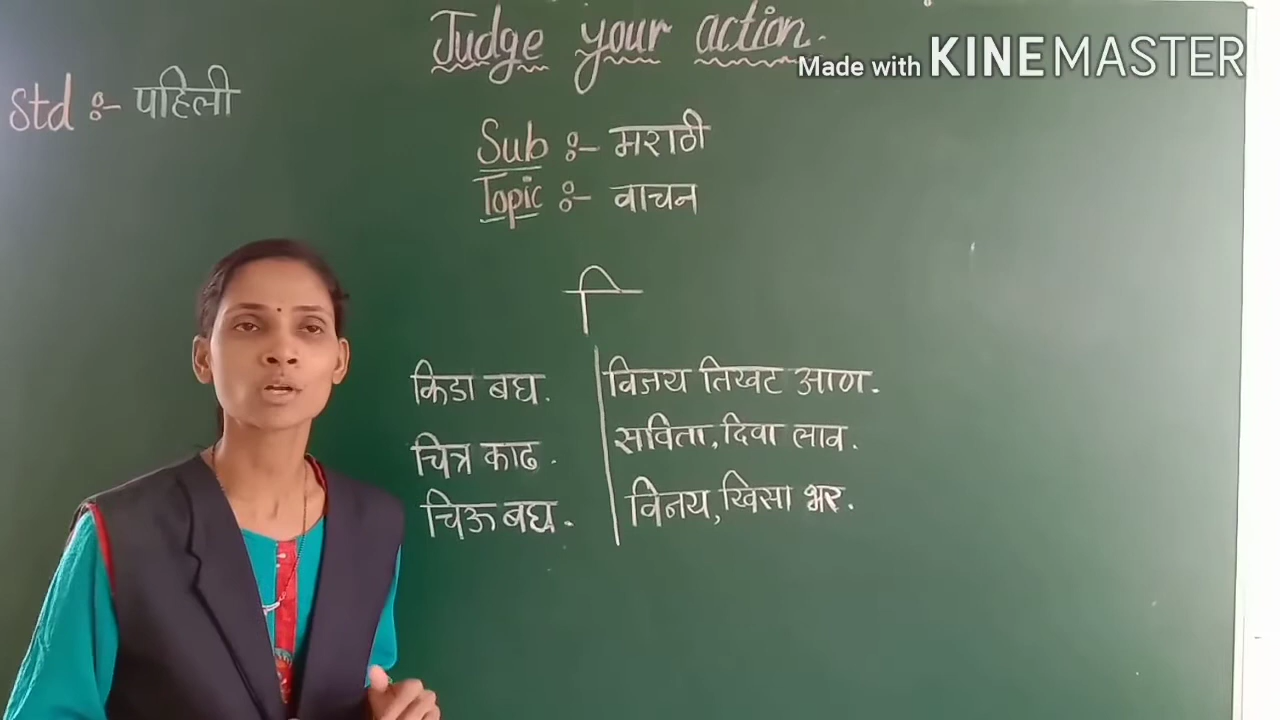 Judge your action.
Made with KINEMASTER
Std :- पहिली
Sub :- मराठी
Topic :- वाचन
ि
किडा बघ.
चित्र काढ.
चिऊ बघ.
विजय तिखट आण.
सविता, दिवा लाव.
विनय, खिसा भर.